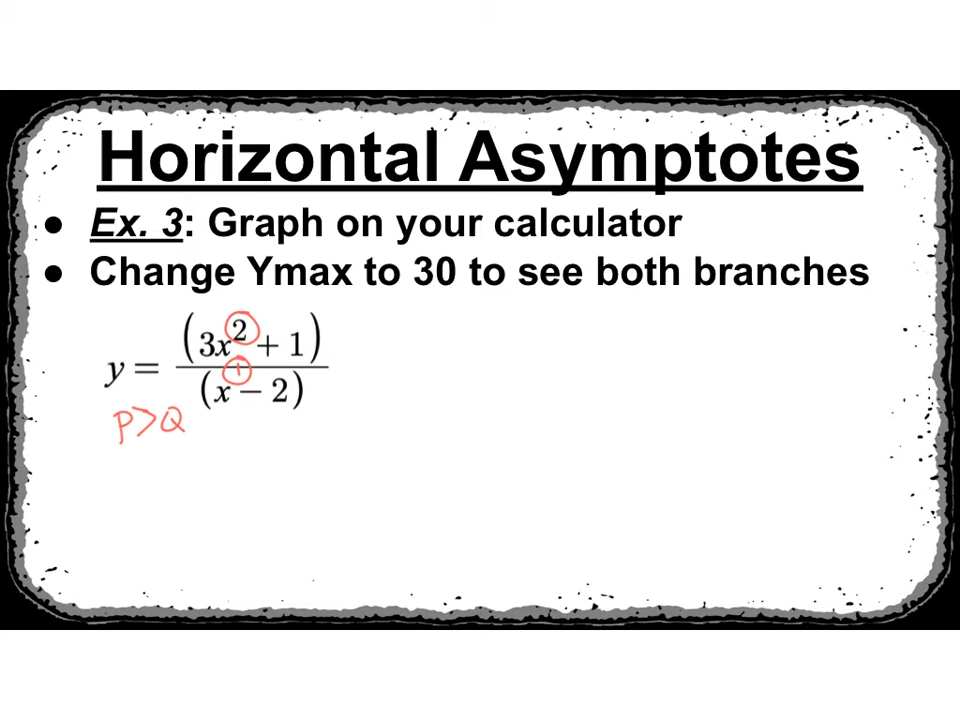 Horizontal Asymptotes
● Ex. 3: Graph on your calculator
● Change Ymax to 30 to see both branches
y = (3x² + 1) / (x¹ − 2)
P>Q